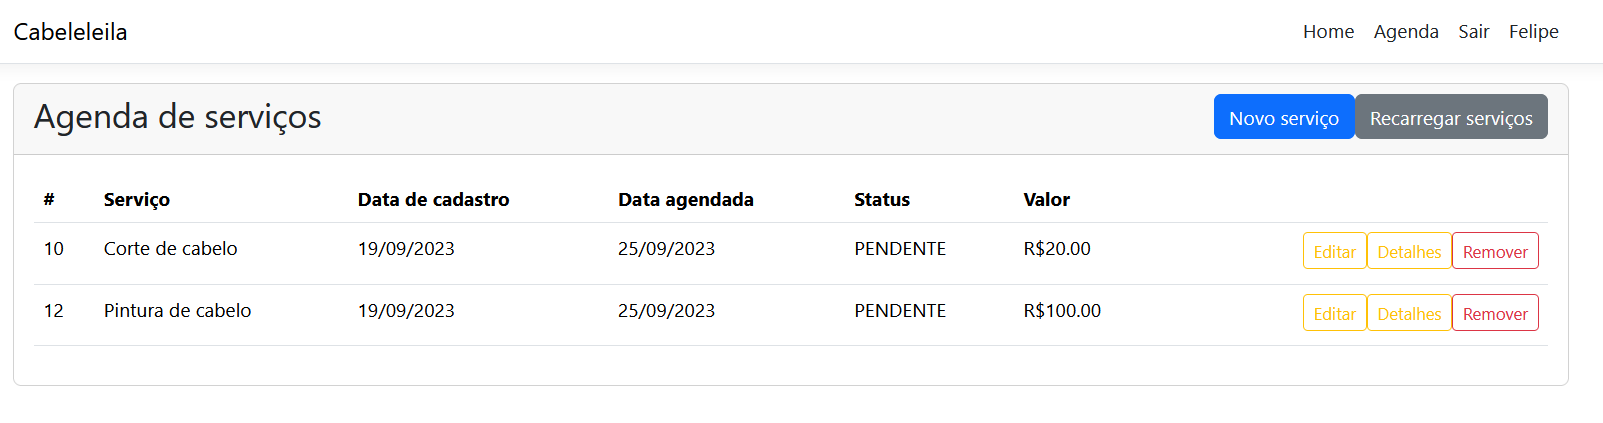 Cabeleleila Home Agenda Sair Felipe
Agenda de serviços Novo serviço Recarregar serviços
# Serviço Data de cadastro Data agendada Status Valor
10 Corte de cabelo 19/09/2023 25/09/2023 PENDENTE R$20.00 Editar Detalhes Remover
12 Pintura de cabelo 19/09/2023 25/09/2023 PENDENTE R$100.00 Editar Detalhes Remover